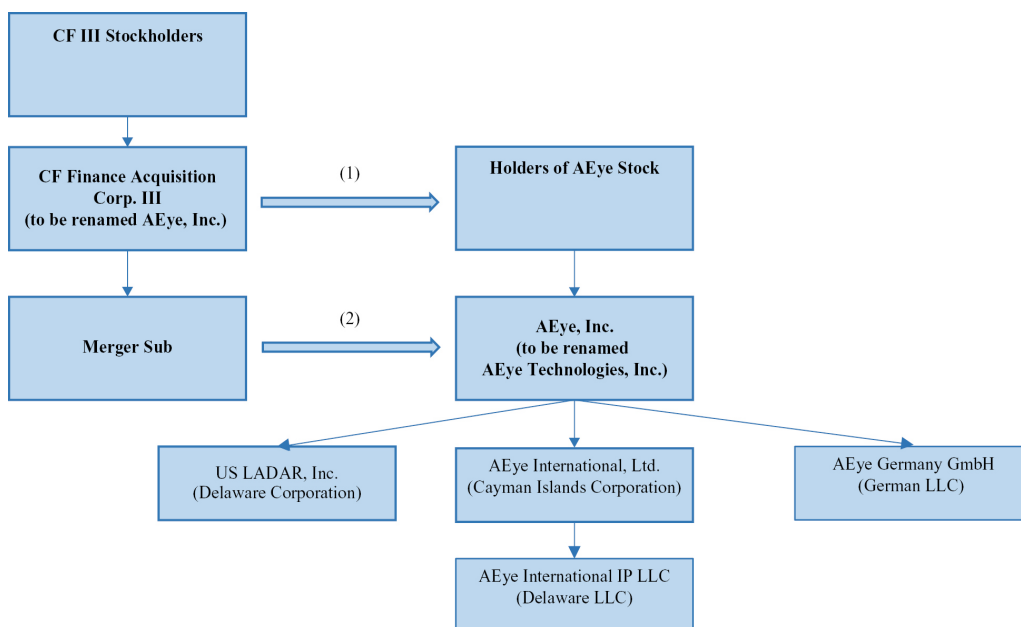 CF III Stockholders
CF Finance Acquisition
Corp. III
(to be renamed AEye, Inc.)
(1)
Holders of AEye Stock
Merger Sub
(2)
AEye, Inc.
(to be renamed
AEye Technologies, Inc.)
US LADAR, Inc.
(Delaware Corporation)
AEye International, Ltd.
(Cayman Islands Corporation)
AEye Germany GmbH
(German LLC)
AEye International IP LLC
(Delaware LLC)